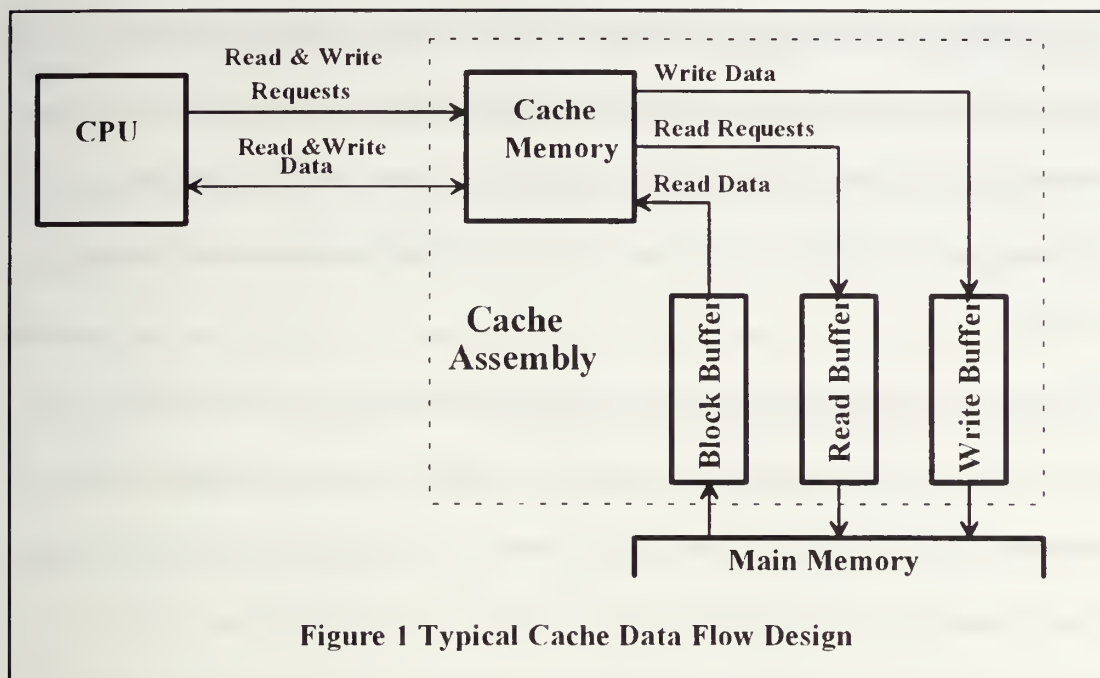 Read & Write
Requests
CPU
Read &Write
Data
Cache
Memory
Write Data
Read Requests
Read Data
Cache
Assembly
Block Buffer
Read Buffer
Write Buffer
Main Memory
Figure 1 Typical Cache Data Flow Design